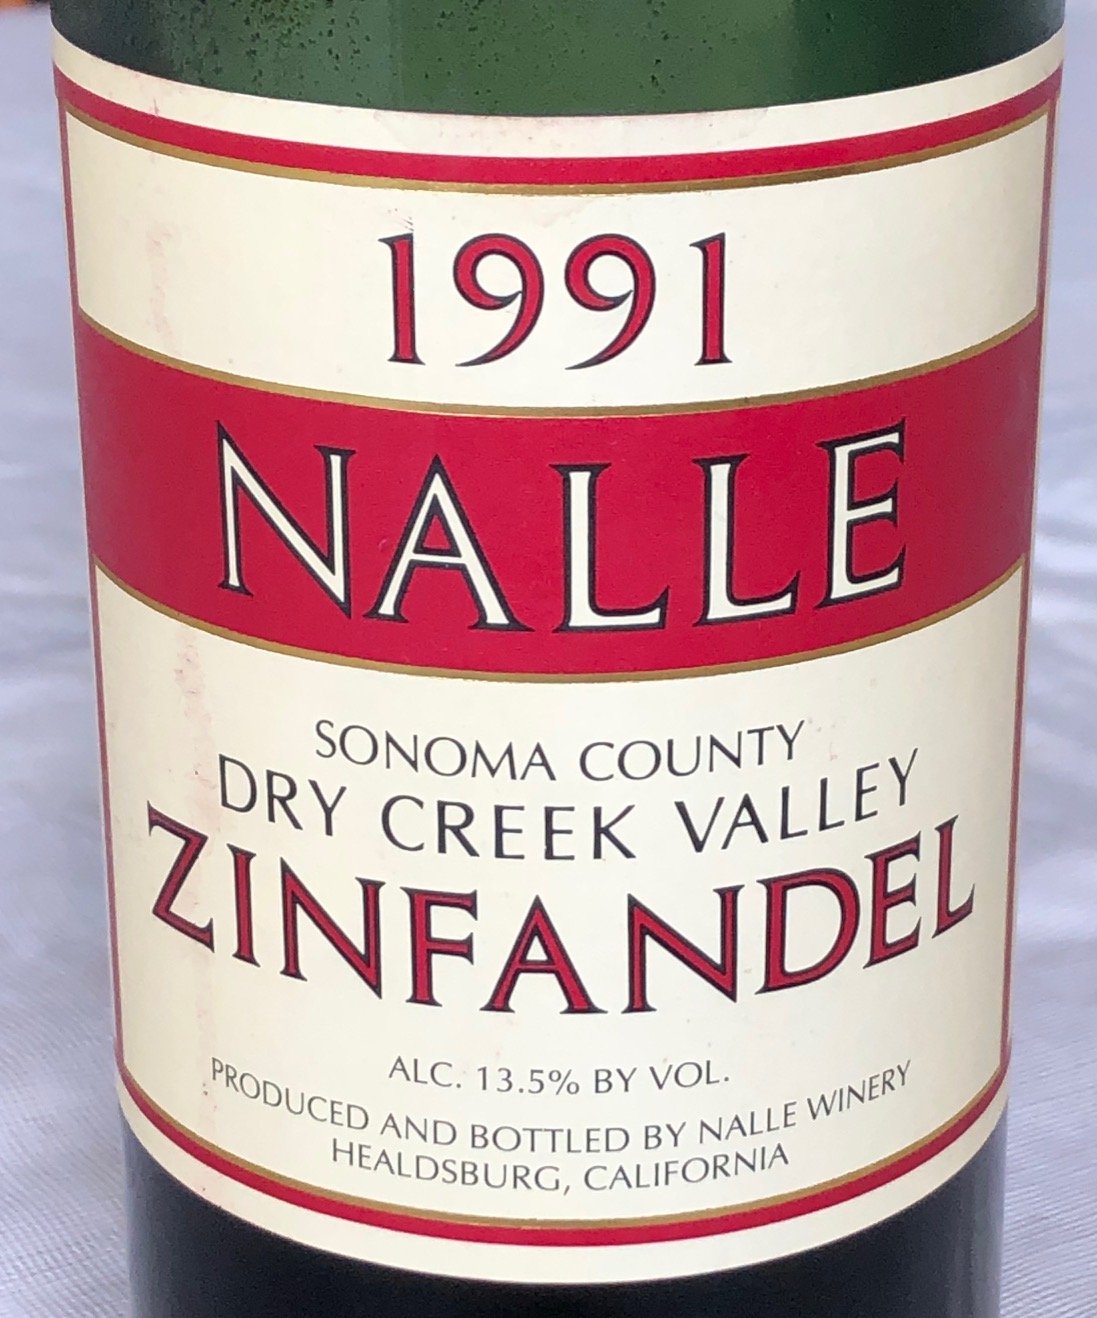 1991
NALLE
SONOMA COUNTY
DRY CREEK VALLEY
ZINFANDEL
ALC. 13.5% BY VOL.
PRODUCED AND BOTTLED BY NALLE WINERY
HEALDSBURG, CALIFORNIA